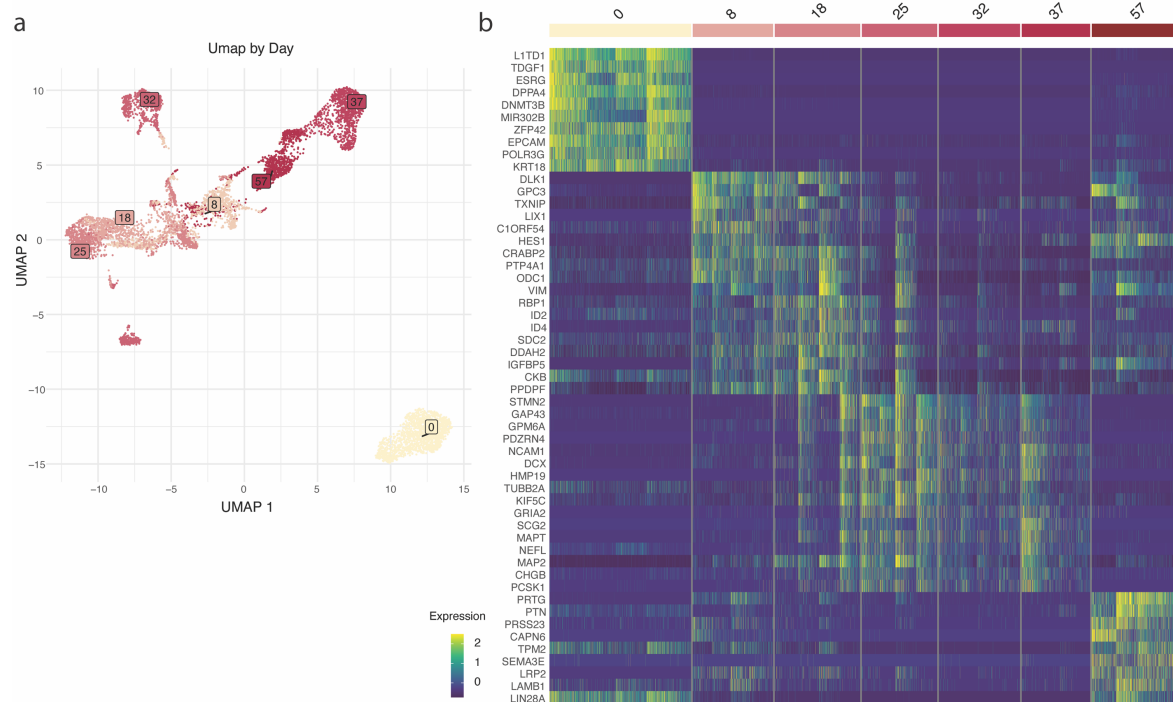 a
Umap by Day
UMAP 2
10
5
0
−5
−10
−15
32
37
57
8
18
25
0
−10
−5
0
5
10
15
UMAP 1
Expression
2
1
0
b
0
8
18
25
32
37
57
L1TD1
TDGF1
ESRG
DPPA4
DNMT3B
MIR302B
ZFP42
EPCAM
POLR3G
KRT18
DLK1
GPC3
TXNIP
LIX1
C1ORF54
HES1
CRABP2
PTP4A1
ODC1
VIM
RBP1
ID2
ID4
SDC2
DDAH2
IGFBP5
CKB
PPDPF
STMN2
GAP43
GPM6A
PDZRN4
NCAM1
DCX
HMP19
TUBB2A
KIF5C
GRIA2
SCG2
MAPT
NEFL
MAP2
CHGB
PCSK1
PRTG
PTN
PRSS23
CAPN6
TPM2
SEMA3E
LRP2
LAMB1
LIN28A